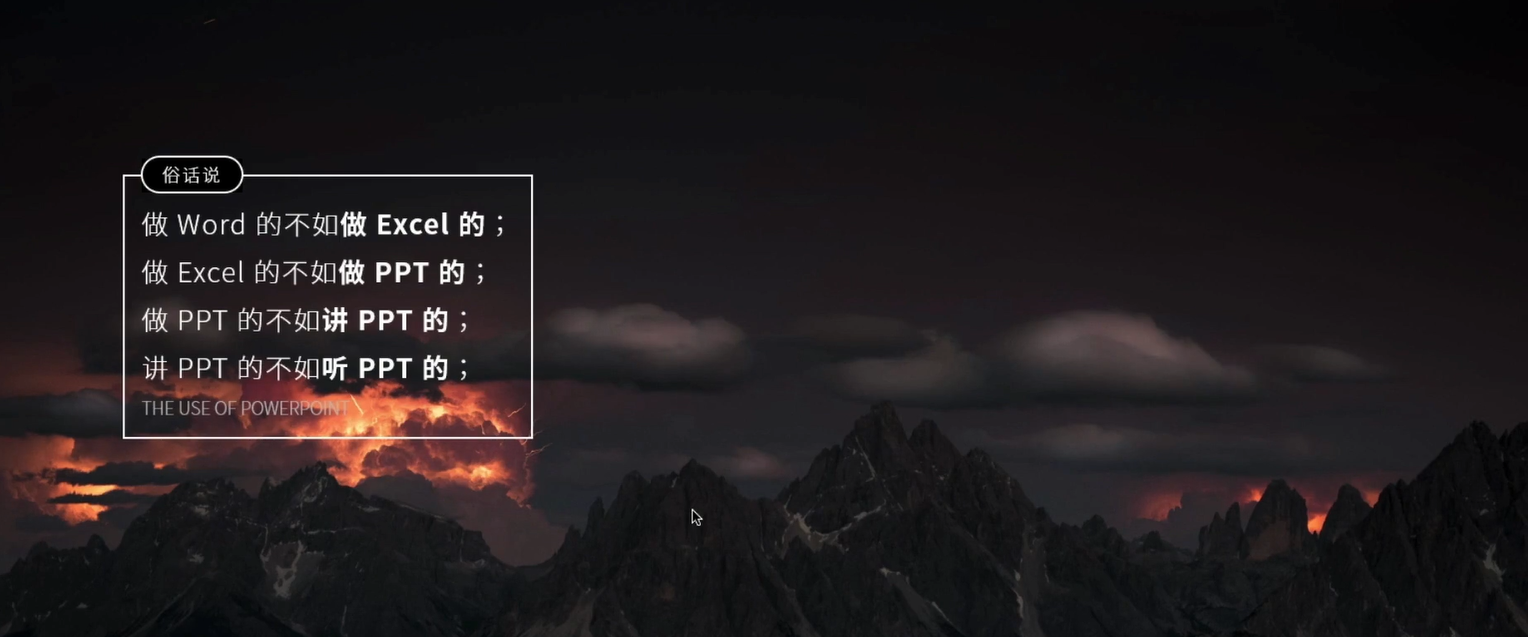 俗话说
做 Word 的不如做 Excel 的；
做 Excel 的不如做 PPT 的；
做 PPT 的不如讲 PPT 的；
讲 PPT 的不如听 PPT 的；
THE USE OF POWERPOINT